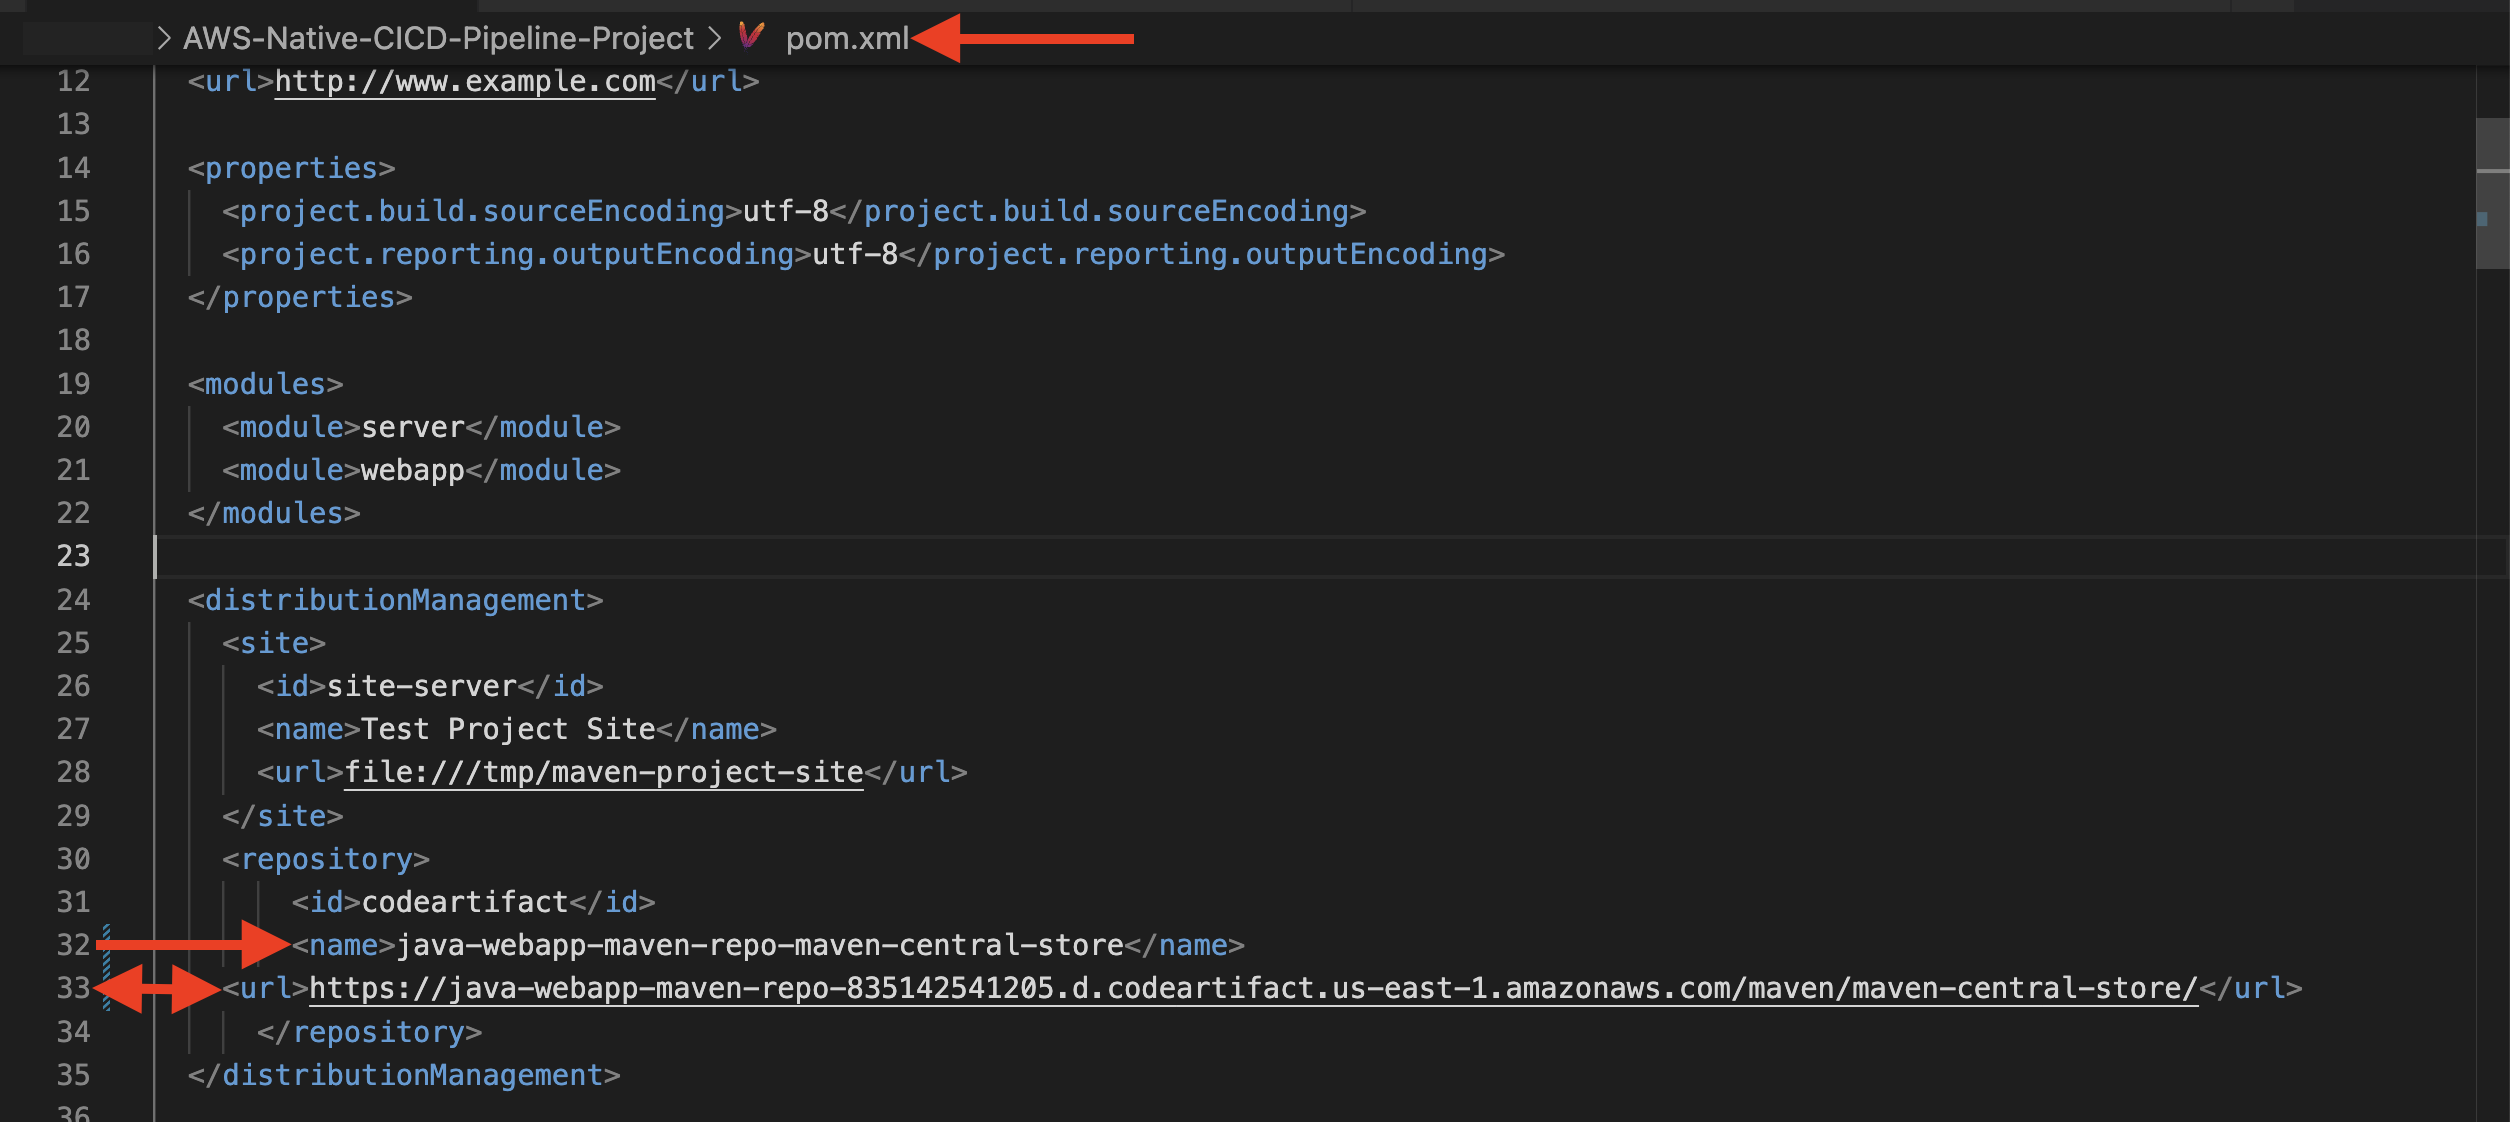 AWS-Native-CICD-Pipeline-Project > pom.xml
12 <url>http://www.example.com</url>
13
14 <properties>
15 <project.build.sourceEncoding>utf-8</project.build.sourceEncoding>
16 <project.reporting.outputEncoding>utf-8</project.reporting.outputEncoding>
17 </properties>
18
19 <modules>
20 <module>server</module>
21 <module>webapp</module>
22 </modules>
23
24 <distributionManagement>
25 <site>
26 <id>site-server</id>
27 <name>Test Project Site</name>
28 <url>file:///tmp/maven-project-site</url>
29 </site>
30 <repository>
31 <id>codeartifact</id>
32 <name>java-webapp-maven-repo-maven-central-store</name>
33 <url>https://java-webapp-maven-repo-835142541205.d.codeartifact.us-east-1.amazonaws.com/maven/maven-central-store/</url>
34 </repository>
35 </distributionManagement>
36